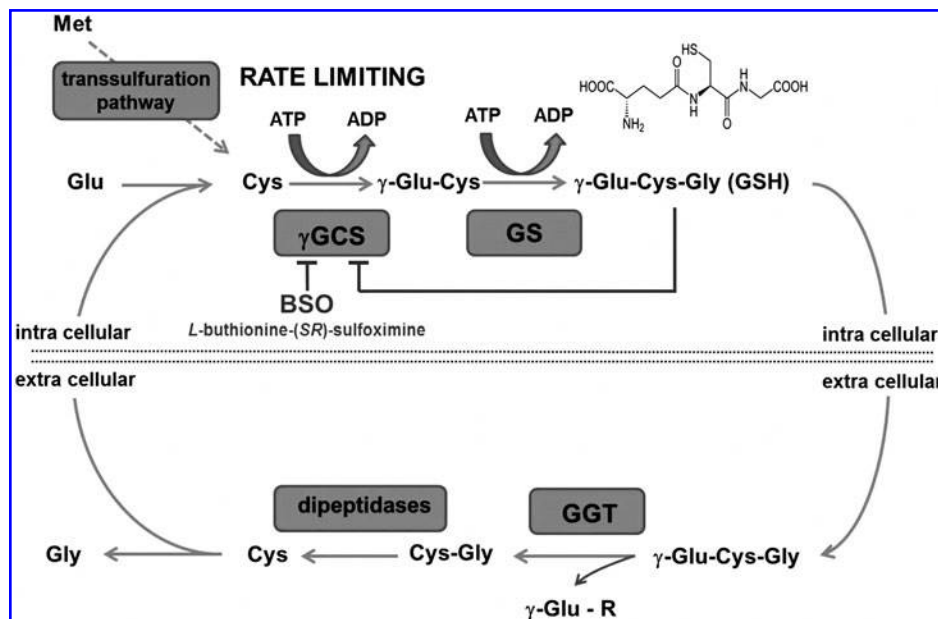 Met
transsulfuration
pathway
RATE LIMITING
ATP
ADP
ATP
ADP
HS
O
HOOC
N
H
H
N
COOH
NH2
O
Glu
Cys
γ-Glu-Cys
γ-Glu-Cys-Gly (GSH)
γGCS
GS
BSO
L-buthionine-(SR)-sulfoximine
intra cellular
intra cellular
extra cellular
extra cellular
dipeptidases
GGT
Gly
Cys
Cys-Gly
γ-Glu-Cys-Gly
γ-Glu - R